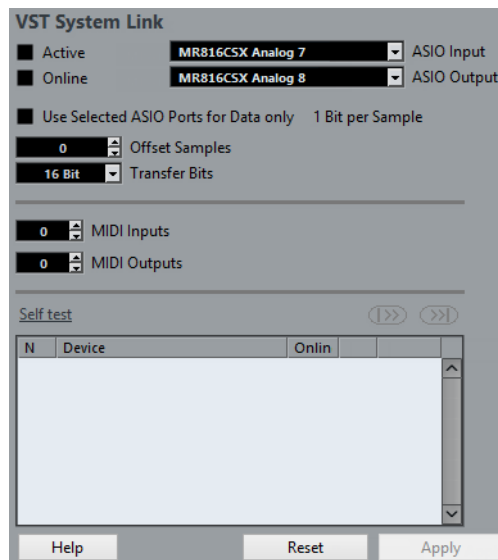 VST System Link
Active MR816CSX Analog 7 ASIO Input
Online MR816CSX Analog 8 ASIO Output
Use Selected ASIO Ports for Data only 1 Bit per Sample
0 Offset Samples
16 Bit Transfer Bits
0 MIDI Inputs
0 MIDI Outputs
Self test
N Device Onlin
Help Reset Apply